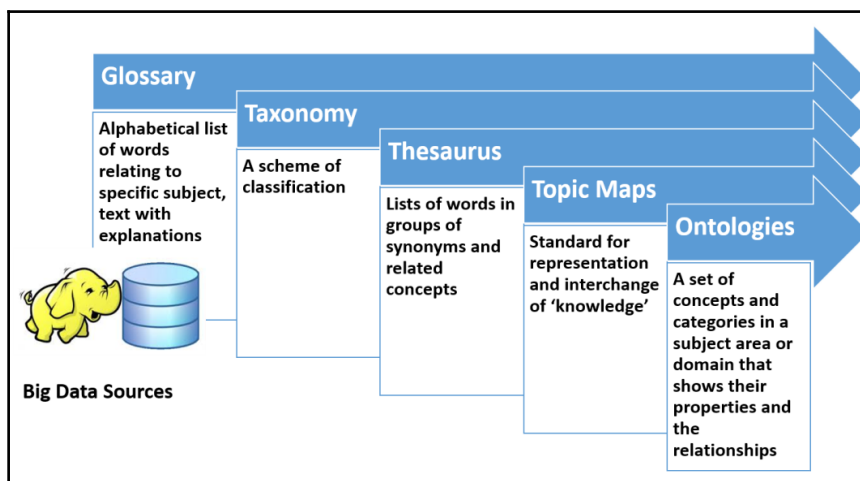 Glossary
Alphabetical list
of words
relating to
specific subject,
text with
explanations
Big Data Sources
Taxonomy
A scheme of
classification
Thesaurus
Lists of words in
groups of
synonyms and
related
concepts
Topic Maps
Standard for
representation
and interchange
of ‘knowledge’
Ontologies
A set of
concepts and
categories in a
subject area or
domain that
shows their
properties and
the
relationships